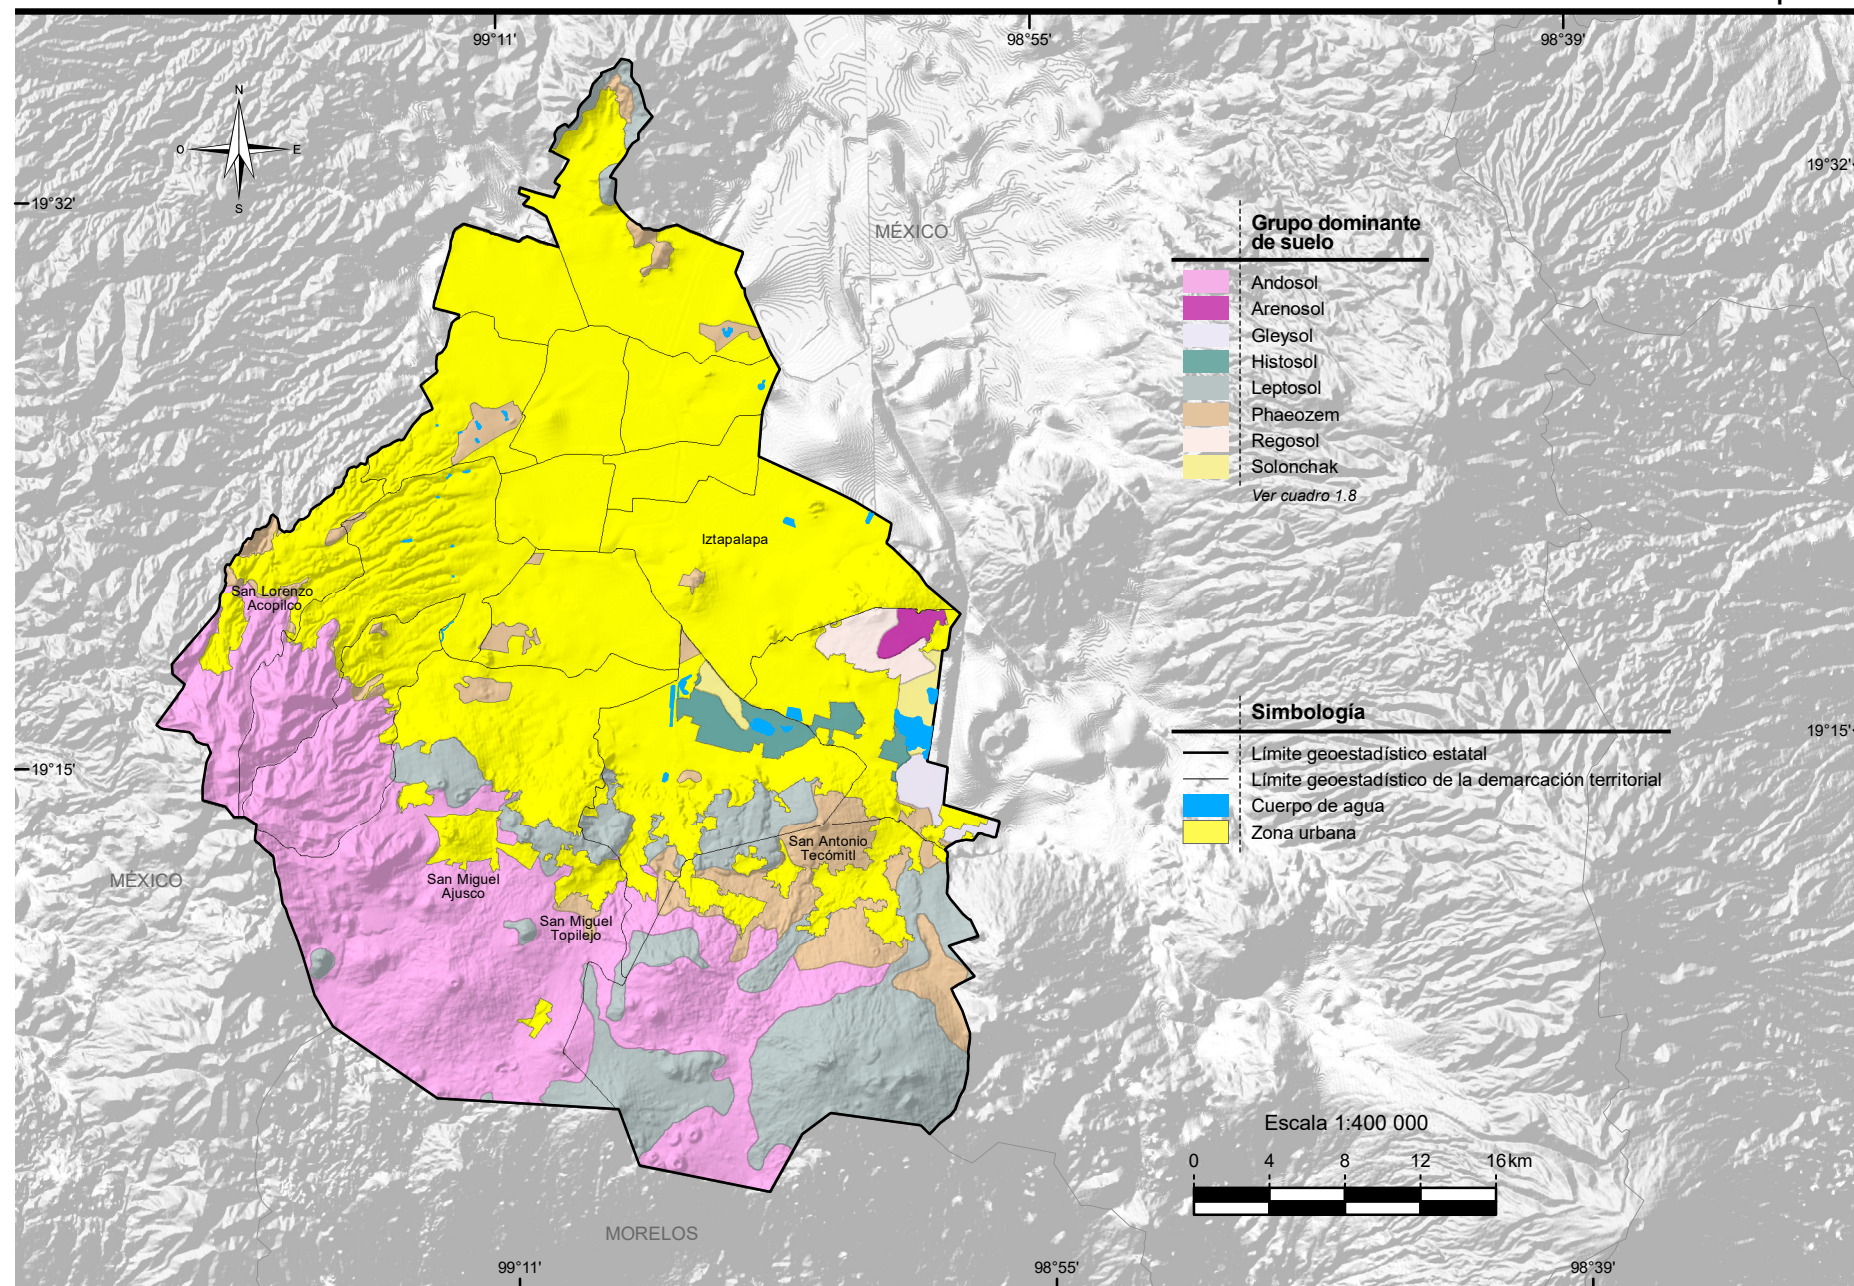 99°11'
98°55'
98°39'
N
O
E
S
19°32'
19°32'
MÉXICO
Grupo dominante
de suelo
Andosol
Arenosol
Gleysol
Histosol
Leptosol
Phaeozem
Regosol
Solonchak
Ver cuadro 1.8
Iztapalapa
San Lorenzo
Acopilco
Simbología
19°15'
19°15'
Límite geoestadístico estatal
Límite geoestadístico de la demarcación territorial
Cuerpo de agua
Zona urbana
San Antonio
Tecómitl
MÉXICO
San Miguel
Ajusco
San Miguel
Topilejo
Escala 1:400 000
0 4 8 12 16 km
MORELOS
99°11'
98°55'
98°39'